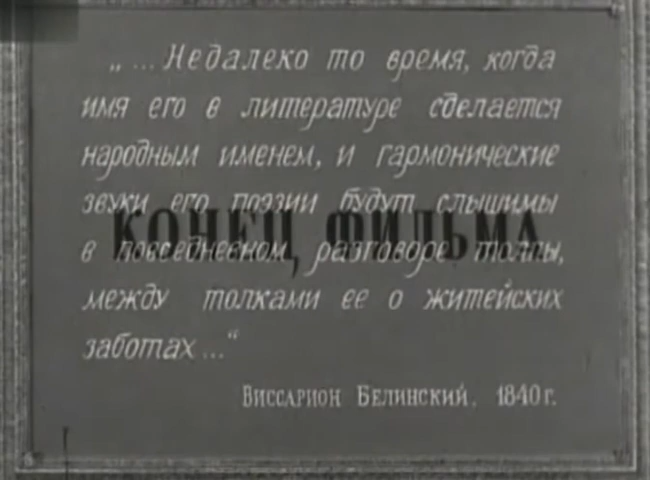 „... Недалеко то время, когда
имя его в литературе сделается
народным именем, и гармонические
звуки его поэзии будут слышимы
КОНЕЦ ФИЛЬМА
в повседневном разговоре толпы,
между толками ее о житейских
заботах..."
Виссарион Белинский. 1840 г.